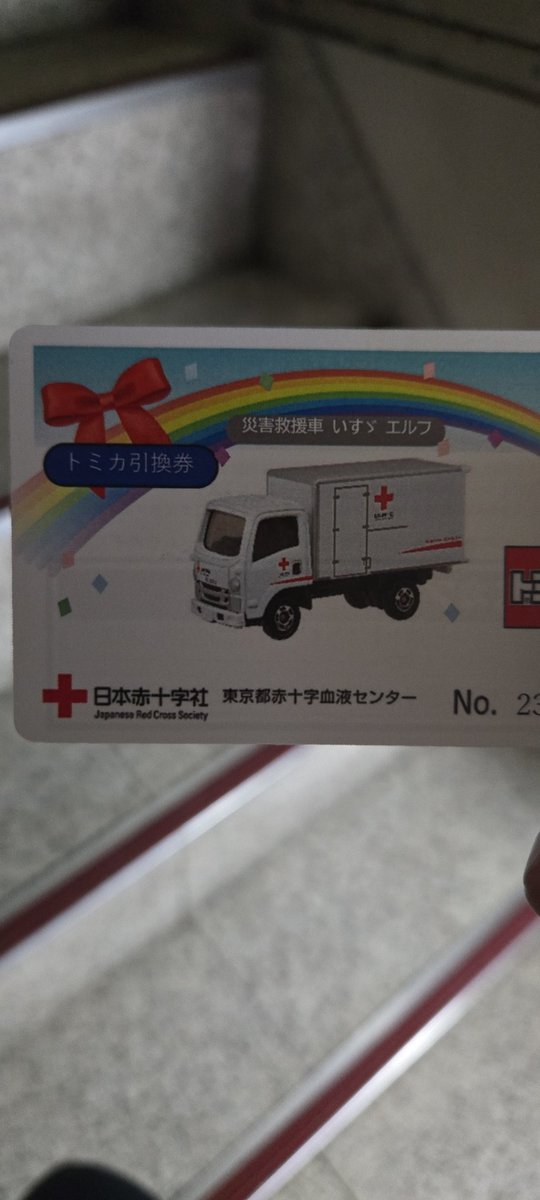 災害救援車 いすゞ エルフ
トミカ引換券
日本赤十字社 東京都赤十字血液センター
Japanese Red Cross Society
No. 23